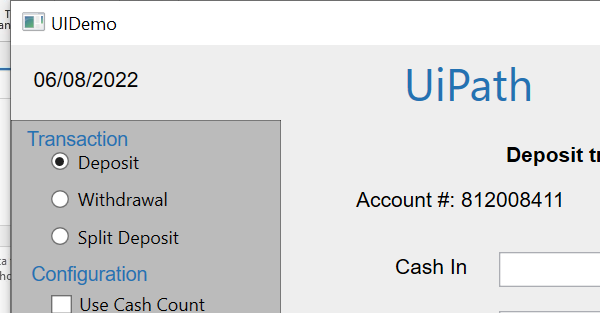 UIDemo
06/08/2022
UiPath
Transaction
Deposit
Withdrawal
Split Deposit
Configuration
Use Cash Count
Deposit
Account #: 812008411
Cash In